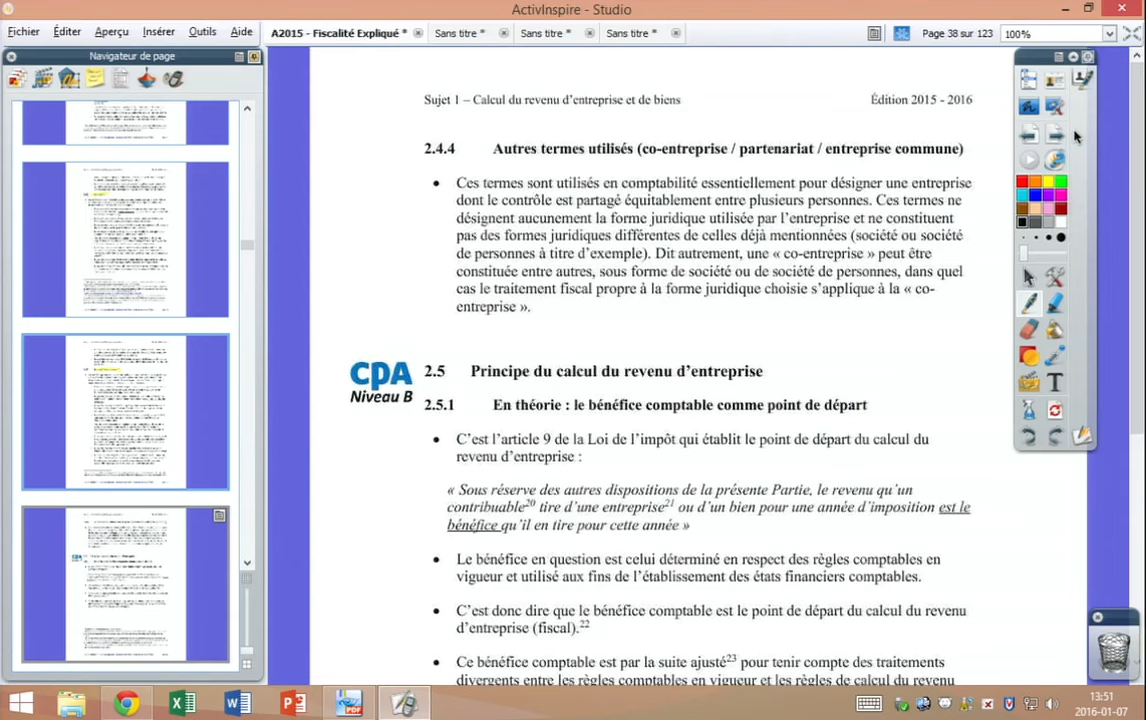 ActivInspire - Studio
Fichier Éditer Aperçu Insérer Outils Aide
A2015 - Fiscalité Expliqué * Sans titre * Sans titre * Sans titre *
Page 38 sur 123 100%
Navigateur de page
Sujet 1 – Calcul du revenu d’entreprise et de biens Édition 2015 - 2016
2.4.4 Autres termes utilisés (co-entreprise / partenariat / entreprise commune)
• Ces termes sont utilisés en comptabilité essentiellement pour désigner une entreprise
dont le contrôle est partagé équitablement entre plusieurs personnes. Ces termes ne
désignent aucunement la forme juridique utilisée par l’entreprise et ne constituent
pas des formes juridiques différentes de celles déjà mentionnées (société ou société
de personnes à titre d’exemple). Dit autrement, une « co-entreprise » peut être
constituée entre autres, sous forme de société ou de société de personnes, dans quel
cas le traitement fiscal propre à la forme juridique choisie s’applique à la « co-
entreprise ».
CPA
Niveau B
2.5 Principe du calcul du revenu d’entreprise
2.5.1 En théorie : le bénéfice comptable comme point de départ
• C’est l’article 9 de la Loi de l’impôt qui établit le point de départ du calcul du
revenu d’entreprise :
« Sous réserve des autres dispositions de la présente Partie, le revenu qu’un
contribuable20 tire d’une entreprise21 ou d’un bien pour une année d’imposition est le
bénéfice qu’il en tire pour cette année »
• Le bénéfice en question est celui déterminé en respect des règles comptables en
vigueur et utilisé aux fins de l’établissement des états financiers comptables.
• C’est donc dire que le bénéfice comptable est le point de départ du calcul du revenu
d’entreprise (fiscal).22
• Ce bénéfice comptable est par la suite ajusté23 pour tenir compte des traitements
divergents entre les règles comptables en vigueur et les règles de calcul du revenu
13:51
2016-01-07